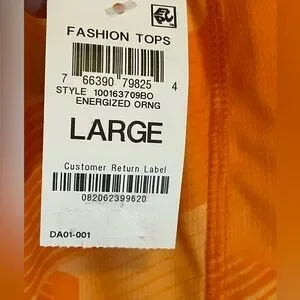 FASHION TOPS
7 66390 79825 4
STYLE 100163709BO
ENERGIZED ORNG
LARGE
Customer Return Label
082062399620
DA01-001